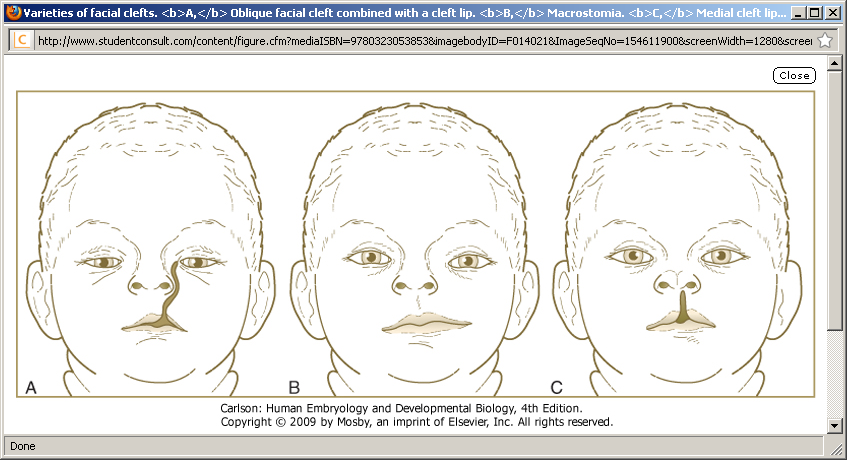 Varieties of facial clefts. <b>A,</b> Oblique facial cleft combined with a cleft lip. <b>B,</b> Macrostomia. <b>C,</b> Medial cleft lip...
C http://www.studentconsult.com/content/figure.cfm?mediaISBN=9780323053853&imagebodyID=F014021&ImageSeqNo=154611900&screenWidth=1280&scree
Close
A B C
Carlson: Human Embryology and Developmental Biology, 4th Edition.
Copyright © 2009 by Mosby, an imprint of Elsevier, Inc. All rights reserved.
Done